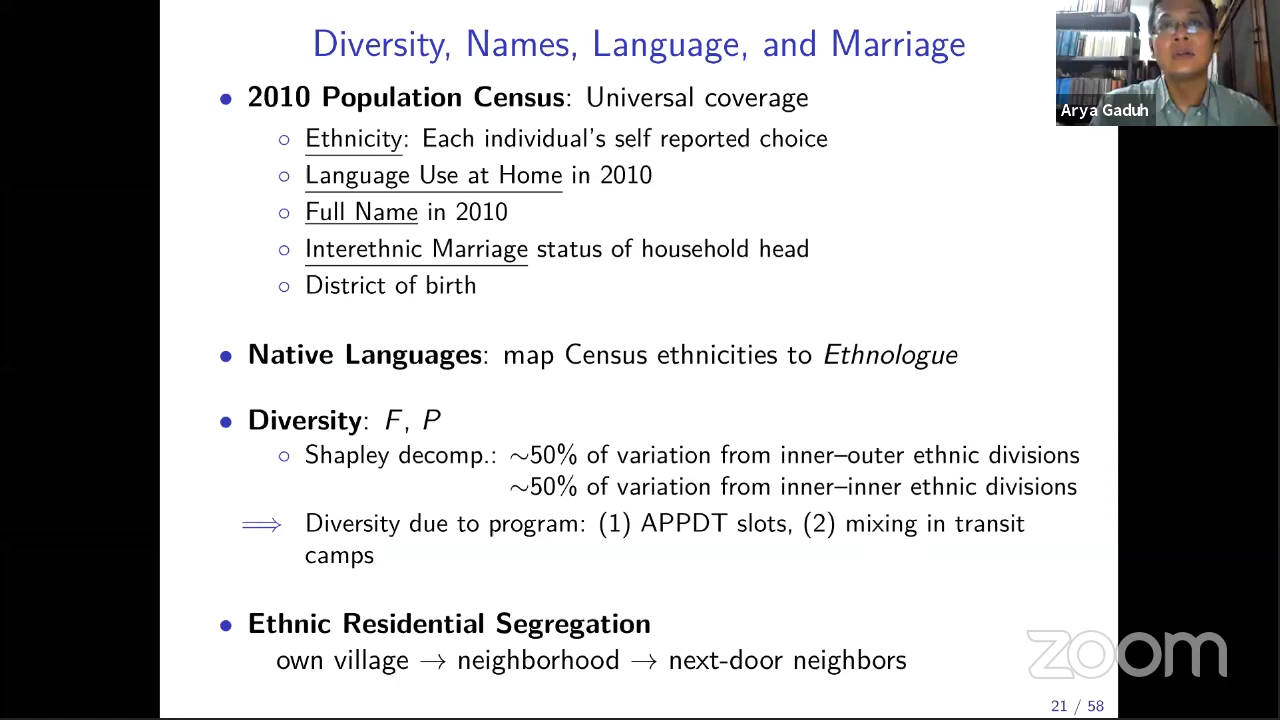 Diversity, Names, Language, and Marriage
• 2010 Population Census: Universal coverage
○ Ethnicity: Each individual's self reported choice
○ Language Use at Home in 2010
○ Full Name in 2010
○ Interethnic Marriage status of household head
○ District of birth
• Native Languages: map Census ethnicities to Ethnologue
• Diversity: F, P
○ Shapley decomp.: ∼50% of variation from inner–outer ethnic divisions
∼50% of variation from inner–inner ethnic divisions
⟹ Diversity due to program: (1) APPDT slots, (2) mixing in transit
camps
• Ethnic Residential Segregation
own village → neighborhood → next-door neighbors
21 / 58
Arya Gaduh
zoom